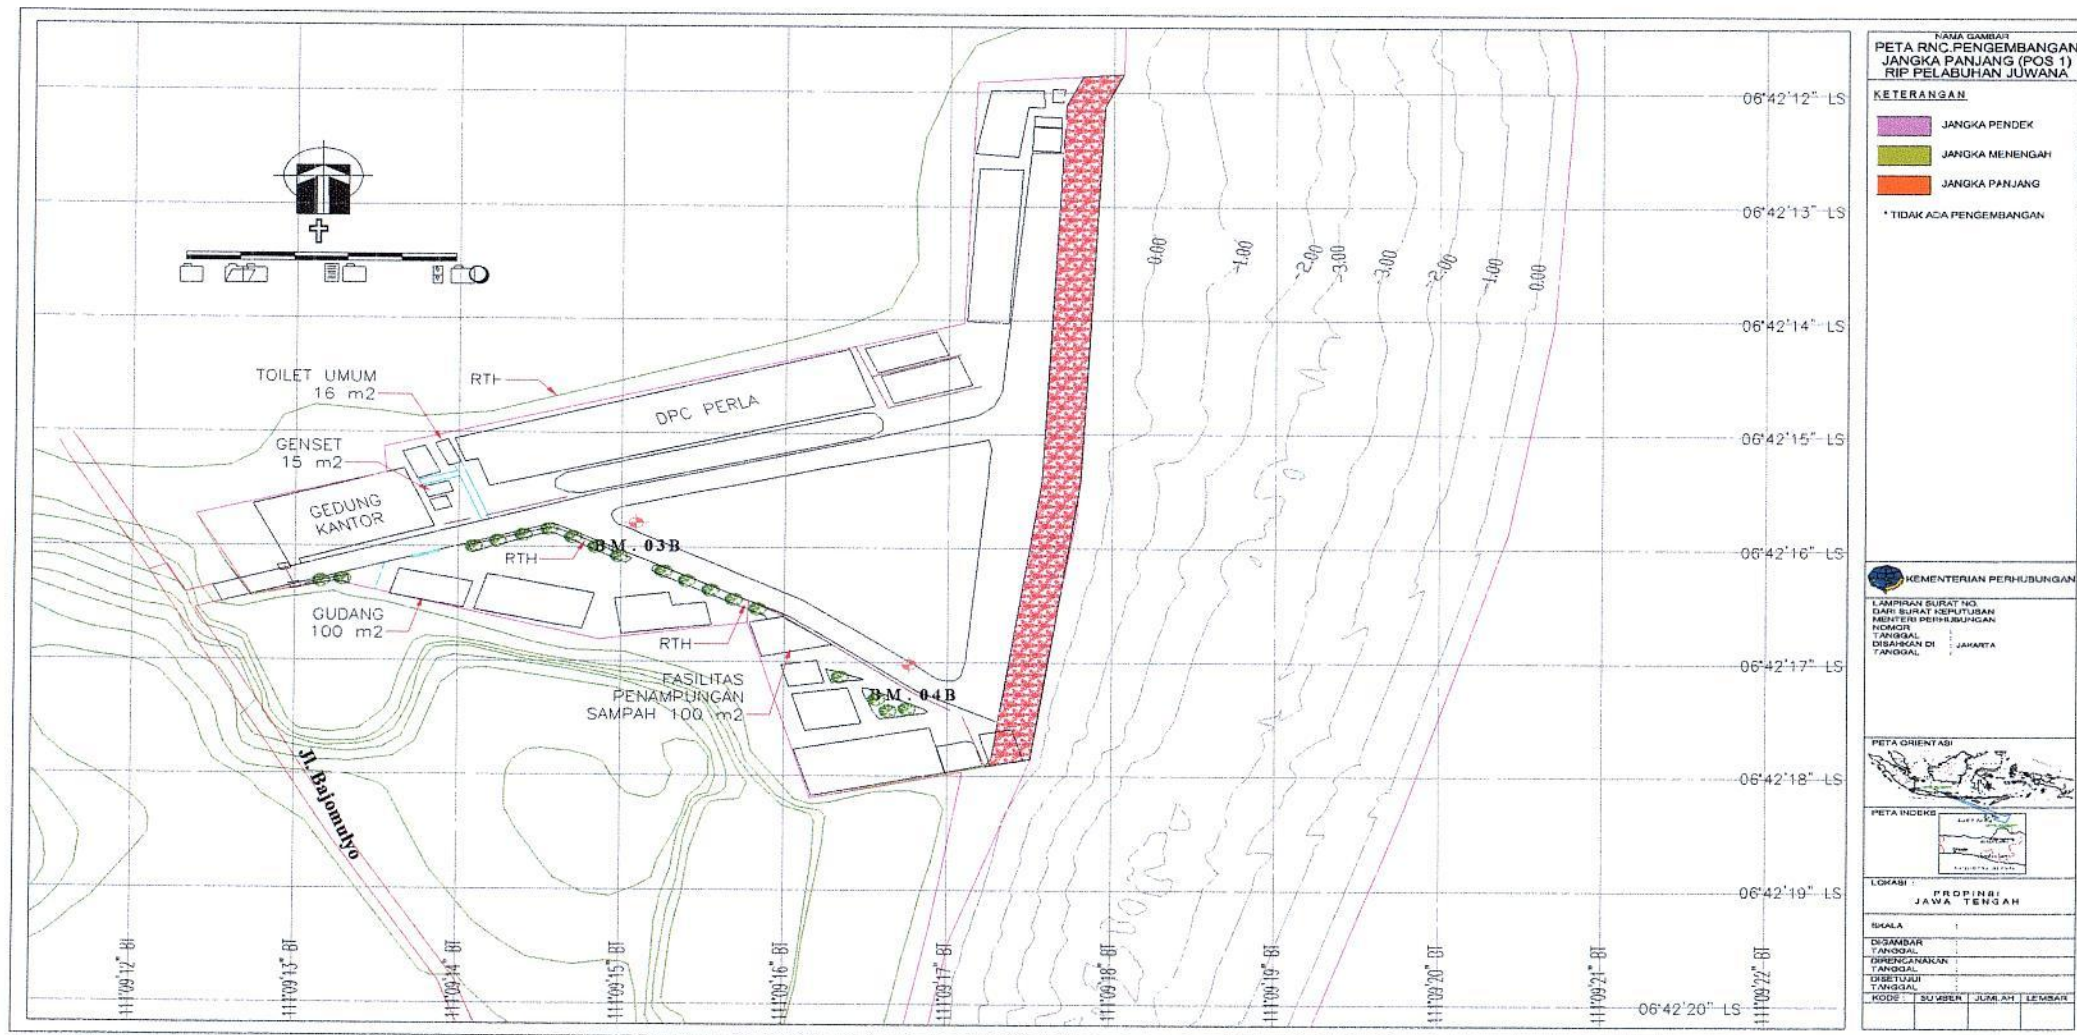 NAMA GAMBAR
PETA RNC.PENGEMBANGAN
JANGKA PANJANG (POS 1)
RIP PELABUHAN JUWANA
KETERANGAN
JANGKA PENDEK
JANGKA MENENGAH
JANGKA PANJANG
* TIDAK ADA PENGEMBANGAN
06°42'12" LS
06°42'13" LS
0.00
-1.00
-2.00
-3.00
-3.00
-2.00
-1.00
0.00
06°42'14" LS
TOILET UMUM
16 m2
RTH
DPC PERLA
06°42'15" LS
GENSET
15 m2
GEDUNG
KANTOR
RTH
BM. 03B
06°42'16" LS
GUDANG
100 m2
RTH
06°42'17" LS
FASILITAS
PENAMPUNGAN
SAMPAH 100 m2
BM. 04B
Jl. Bajomulyo
06°42'18" LS
06°42'19" LS
111°09'12" BT
111°09'13" BT
111°09'14" BT
111°09'15" BT
111°09'16" BT
111°09'17" BT
111°09'18" BT
111°09'19" BT
111°09'20" BT
111°09'21" BT
111°09'22" BT
06°42'20" LS
KEMENTERIAN PERHUBUNGAN
LAMPIRAN SURAT NO.
DARI SURAT KEPUTUSAN
MENTERI PERHUBUNGAN
NOMOR :
TANGGAL :
DISAHKAN DI : JAKARTA
TANGGAL :
PETA ORIENTASI
PETA INDEKS
LOKASI :
PROPINSI
JAWA TENGAH
SKALA :
DIGAMBAR :
TANGGAL
DIRENCANAKAN :
TANGGAL
DISETUJUI :
TANGGAL
KODE SUMBER JUMLAH LEMBAR